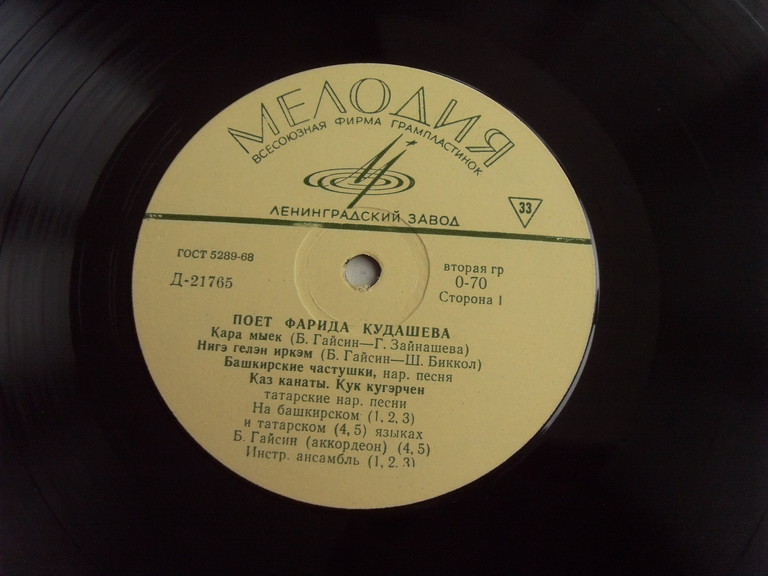 МЕЛОДИЯ
ВСЕСОЮЗНАЯ ФИРМА ГРАМПЛАСТИНОК
ЛЕНИНГРАДСКИЙ ЗАВОД
33
ГОСТ 5289-68
Д-21765
вторая гр
0-70
Сторона 1
ПОЕТ ФАРИДА КУДАШЕВА
Кара мыек (Б. Гайсин—Г. Зайнашева)
Нигэ гелэн иркэм (Б. Гайсин—Ш. Биккол)
Башкирские частушки, нар. песня
Каз канаты. Кук кугэрчен
татарские нар. песни
На башкирском (1, 2, 3)
и татарском (4, 5) языках
Б. Гайсин (аккордеон) (4, 5)
Инстр. ансамбль (1, 2, 3)